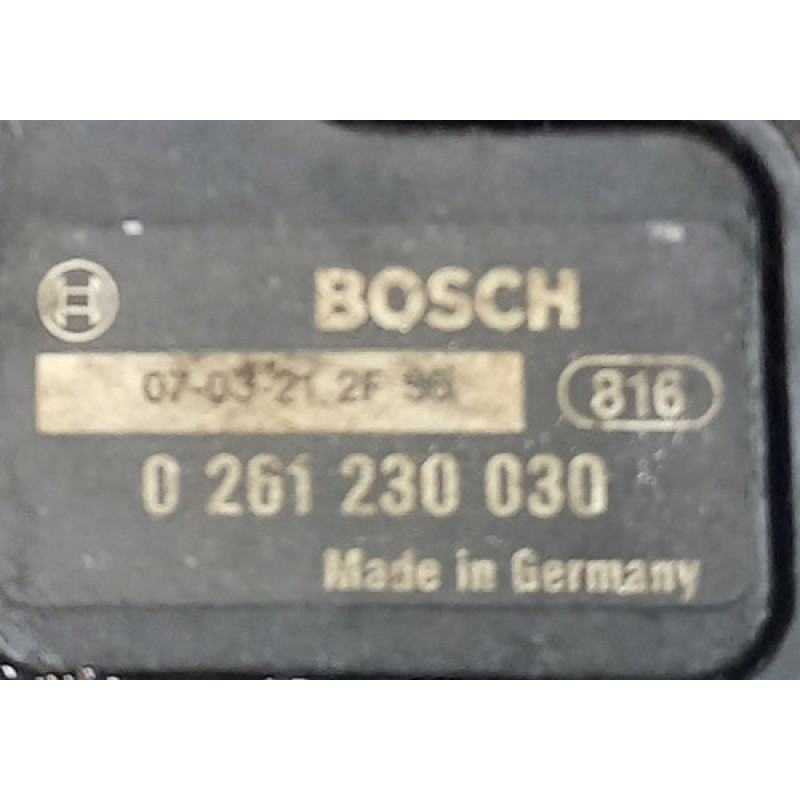 BOSCH
07-03-21 2F 96
816
0 261 230 030
Made in Germany